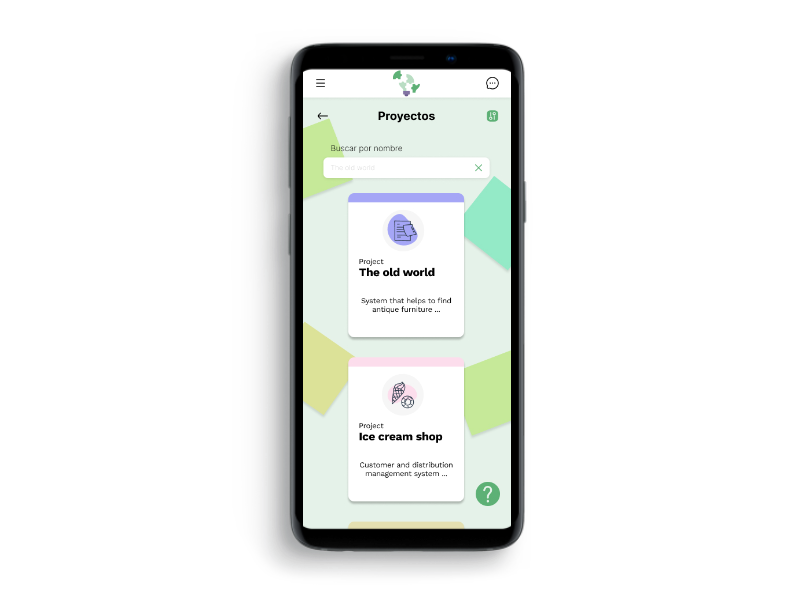 Proyectos
Buscar por nombre
The old world
Project
The old world
System that helps to find
antique furniture ...
Project
Ice cream shop
Customer and distribution
management system ...
?